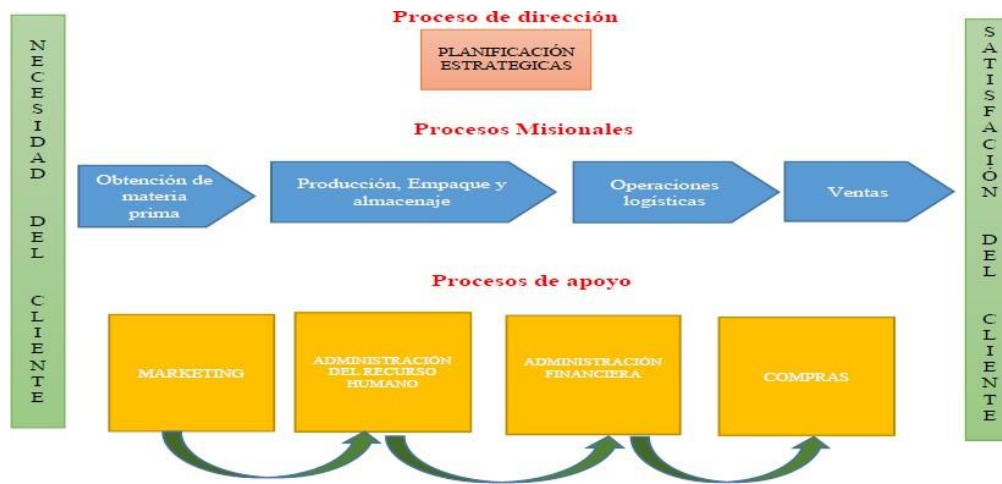 Proceso de dirección
PLANIFICACIÓN
ESTRATEGICAS
NECESIDAD DEL CLIENTE
Procesos Misionales
Obtención de
materia
prima
Producción, Empaque y
almacenaje
Operaciones
logísticas
Ventas
Procesos de apoyo
MARKETING
ADMINISTRACIÓN
DEL RECURSO
HUMANO
ADMINISTRACIÓN
FINANCIERA
COMPRAS
SATISFACIÓN DEL CLIENTE